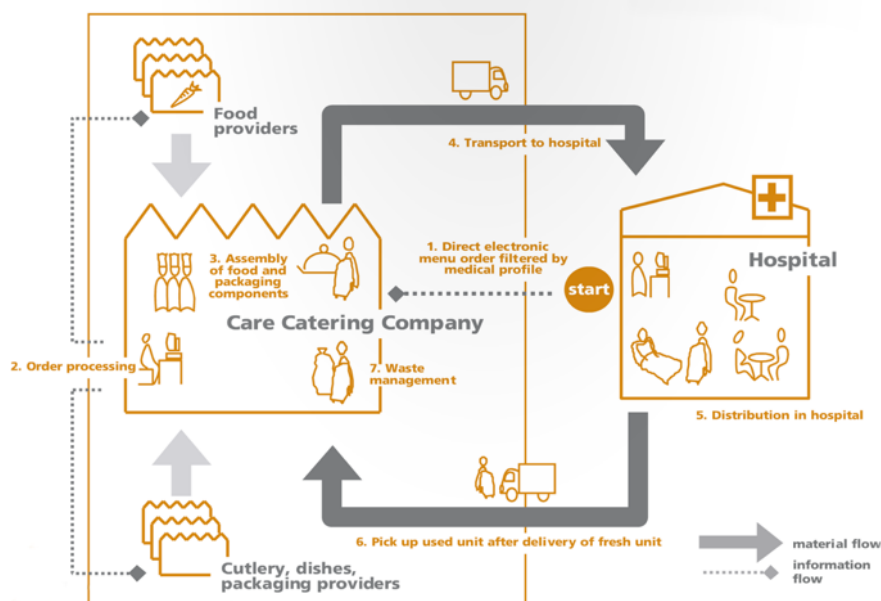 Food
providers
4. Transport to hospital
3. Assembly
of food and
packaging
components
1. Direct electronic
menu order filtered by
medical profile
start
Hospital
Care Catering Company
2. Order processing
7. Waste
management
5. Distribution in hospital
6. Pick up used unit after delivery of fresh unit
Cutlery, dishes,
packaging providers
material flow
information
flow